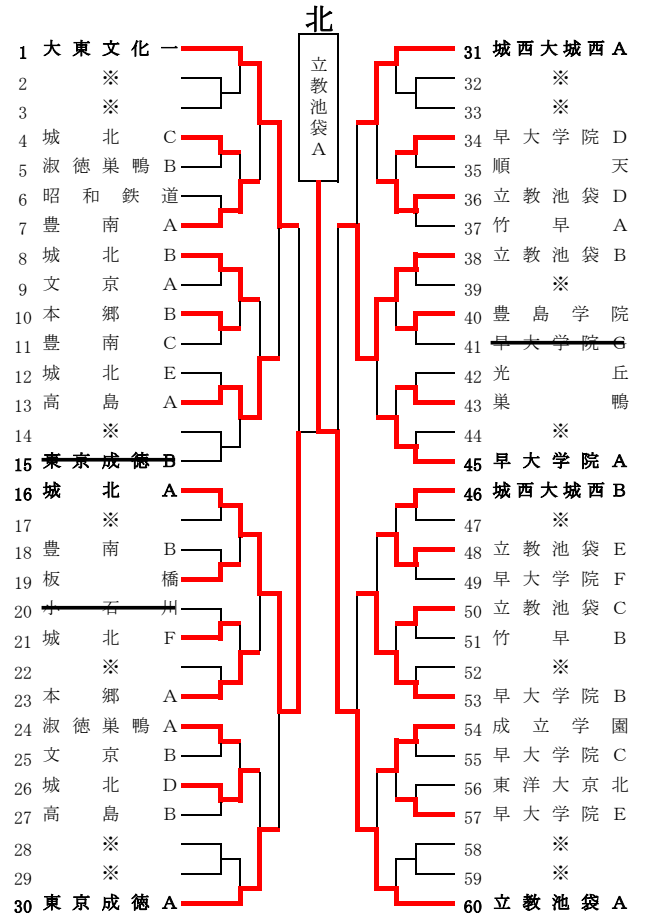 北
立教池袋A
1 大東文化一
2 ※
3 ※
4 城北C
5 淑徳巣鴨B
6 昭和鉄道
7 豊南A
8 城北B
9 文京A
10 本郷B
11 豊南C
12 城北E
13 高島A
14 ※
15 東京成徳B
16 城北A
17 ※
18 豊南B
19 板橋
20 小石川
21 城北F
22 ※
23 本郷A
24 淑徳巣鴨A
25 文京B
26 城北D
27 高島B
28 ※
29 ※
30 東京成徳A
31 城西大城西A
32 ※
33 ※
34 早大学院D
35 順天
36 立教池袋D
37 竹早A
38 立教池袋B
39 ※
40 豊島学院
41 早大学院G
42 光丘
43 巣鴨
44 ※
45 早大学院A
46 城西大城西B
47 ※
48 立教池袋E
49 早大学院F
50 立教池袋C
51 竹早B
52 ※
53 早大学院B
54 成立学園
55 早大学院C
56 東洋大京北
57 早大学院E
58 ※
59 ※
60 立教池袋A